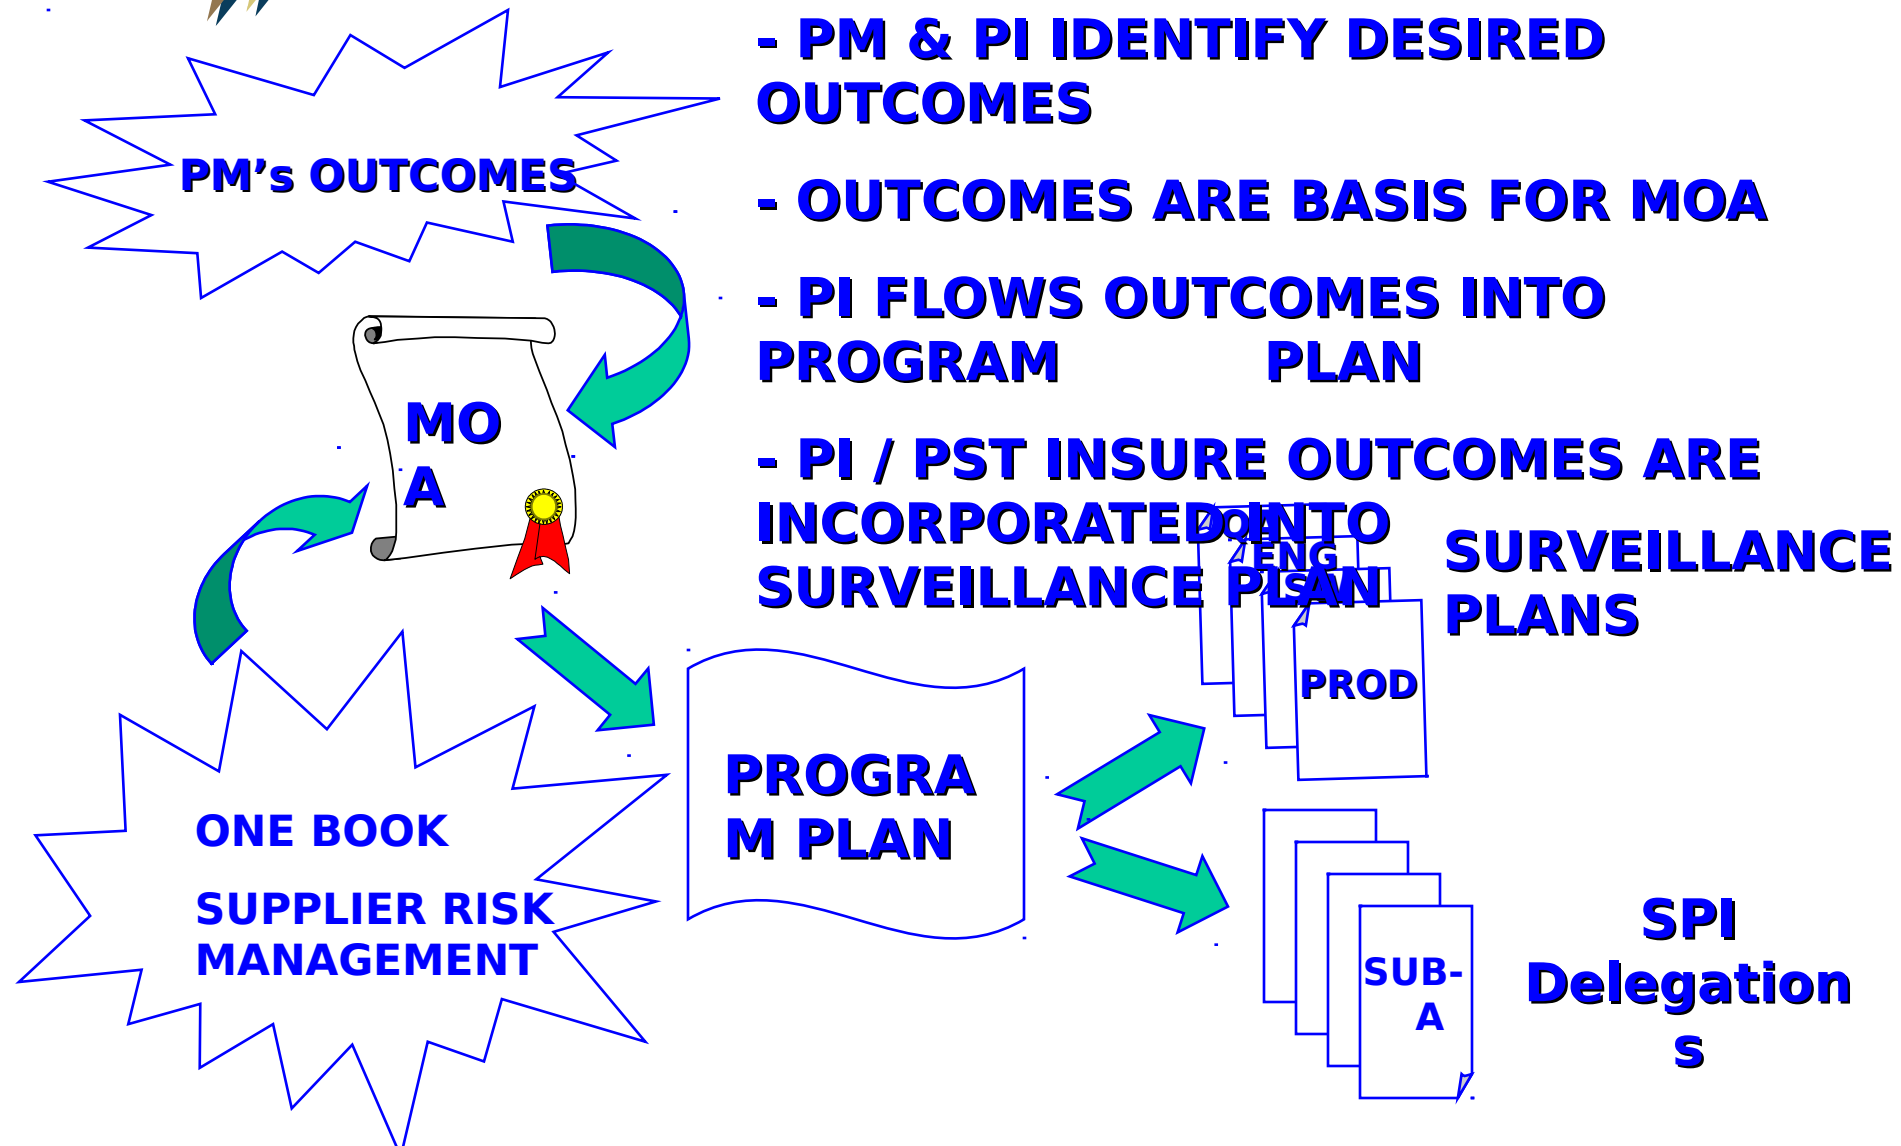 - PM & PI IDENTIFY DESIRED
OUTCOMES
- OUTCOMES ARE BASIS FOR MOA
- PI FLOWS OUTCOMES INTO
PROGRAM PLAN
- PI / PST INSURE OUTCOMES ARE
INCORPORATED INTO
SURVEILLANCE PLAN
PM’s OUTCOMES
MO
A
ONE BOOK
SUPPLIER RISK
MANAGEMENT
PROGRA
M PLAN
ENG
PROD
SURVEILLANCE
PLANS
SUB-
A
SPI
Delegation
s